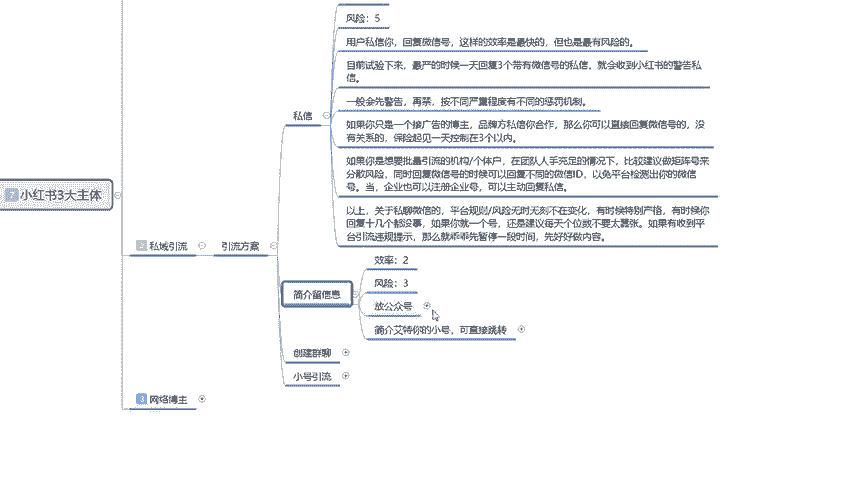 风险：5
用户私信你，回复微信号，这样的效率是最快的，但也是最有风险的。
目前试验下来，最严的时候一天回复3个带有微信号的私信，就会收到小红书的警告私
信。
一般会先警告，再禁，按不同严重程度有不同的惩罚机制。
私信
如果你只是一个接广告的博主，品牌方私信你合作，那么你可以直接回复微信号的，没
有关系的，保险起见一天控制在3个以内。
如果你是想要批量引流的机构/个体户，在团队人手充足的情况下，比较建议做矩阵号来
分散风险，同时回复微信号的时候可以回复不同的微信ID，以免平台检测出你的微信
号。当，企业也可以注册企业号，可以主动回复私信。
2 小红书3大主体
以上，关于私聊微信的，平台规则/风险无时无刻不在变化，有时候特别严格，有时候你
回复十几个都没事，如果你就一个号，还是建议每天个位数不要太嚣张。如果有收到平
台引流违规提示，那么就乖乖先暂停一段时间，先好好做内容。
2 私域引流
引流方案
效率：2
风险：3
简介留信息
放公众号
简介艾特你的小号，可直接跳转
创建群聊
小号引流
3 网络博主